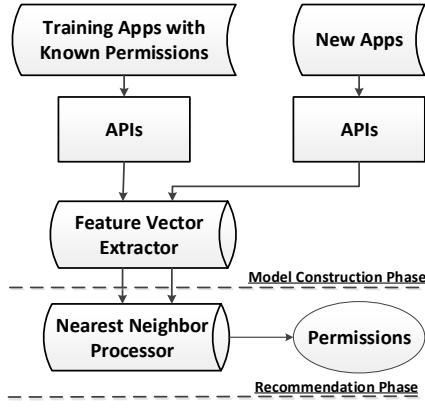 Training Apps with
Known Permissions
New Apps
APIs
APIs
Feature Vector
Extractor
Model Construction Phase
Nearest Neighbor
Processor
Permissions
Recommendation Phase